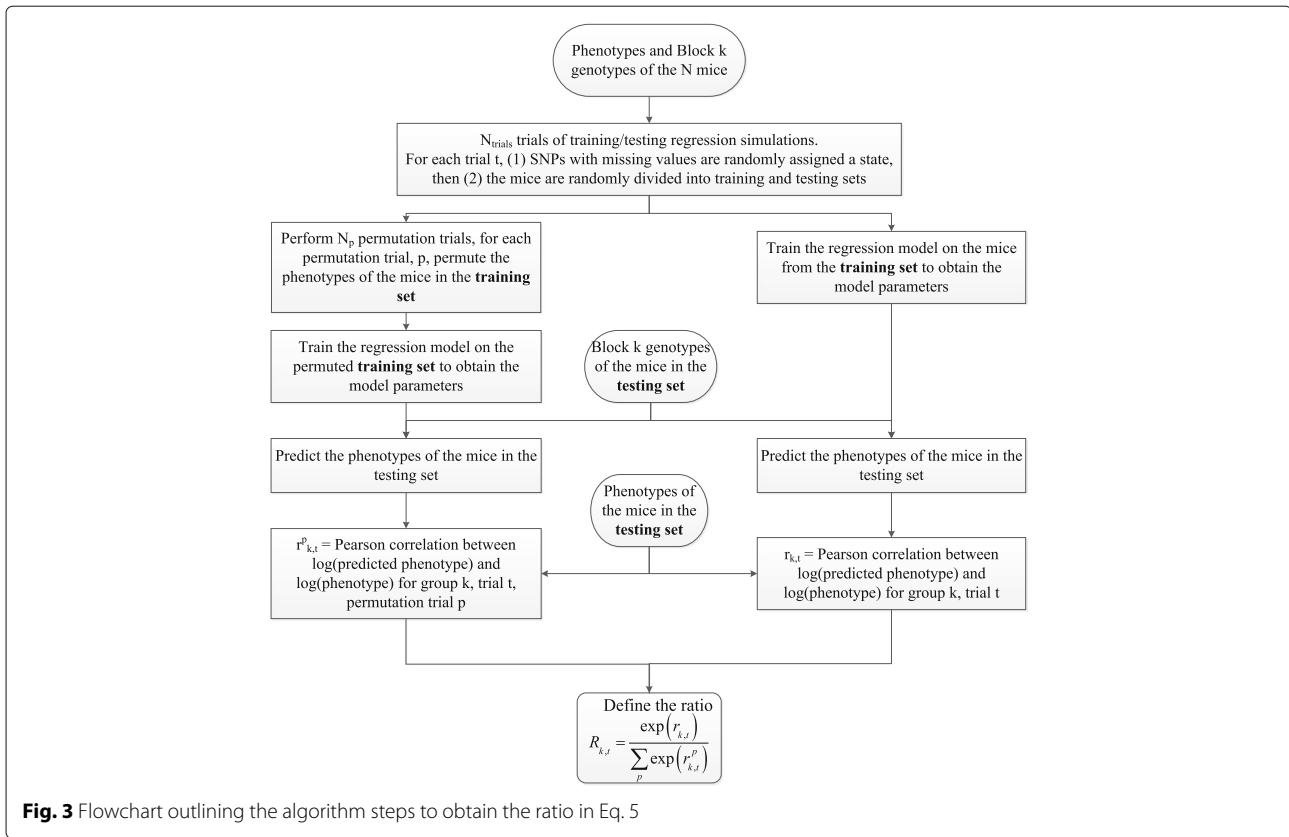 Phenotypes and Block k
genotypes of the N mice
N_trials trials of training/testing regression simulations.
For each trial t, (1) SNPs with missing values are randomly assigned a state,
then (2) the mice are randomly divided into training and testing sets
Perform N_p permutation trials, for each
permutation trial, p, permute the
phenotypes of the mice in the training
set
Train the regression model on the mice
from the training set to obtain the
model parameters
Train the regression model on the
permuted training set to obtain the
model parameters
Block k genotypes
of the mice in the
testing set
Predict the phenotypes of the mice in the
testing set
Predict the phenotypes of the mice in the
testing set
Phenotypes of
the mice in the
testing set
r^p_k,t = Pearson correlation between
log(predicted phenotype) and
log(phenotype) for group k, trial t,
permutation trial p
r_k,t = Pearson correlation between
log(predicted phenotype) and
log(phenotype) for group k, trial t
Define the ratio
R_k,t = exp(r_k,t) / ∑_p exp(r^p_k,t)
Fig. 3 Flowchart outlining the algorithm steps to obtain the ratio in Eq. 5